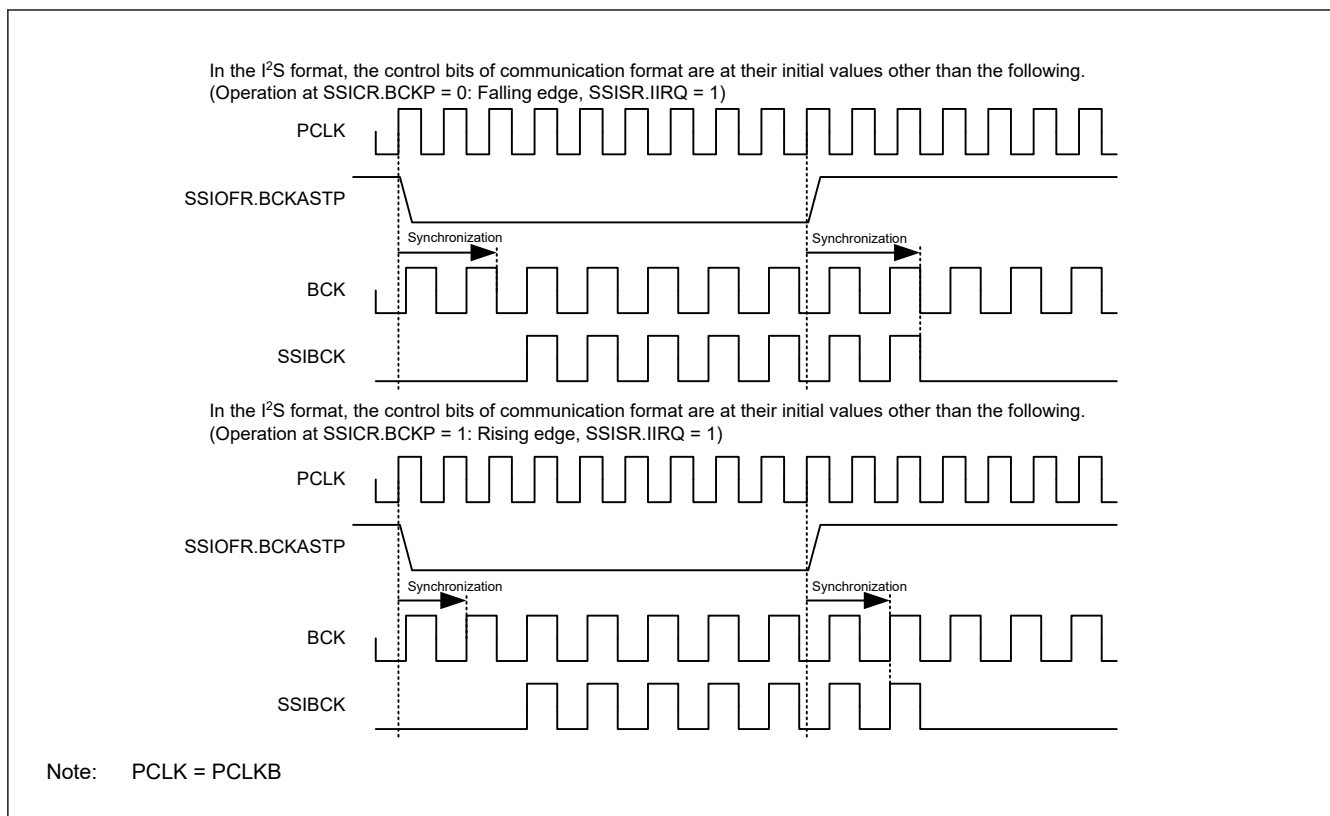 In the I²S format, the control bits of communication format are at their initial values other than the following.
(Operation at SSICR.BCKP = 0: Falling edge, SSISR.IIRQ = 1)
PCLK
SSIOFR.BCKASTP
Synchronization Synchronization
BCK
SSIBCK
In the I²S format, the control bits of communication format are at their initial values other than the following.
(Operation at SSICR.BCKP = 1: Rising edge, SSISR.IIRQ = 1)
PCLK
SSIOFR.BCKASTP
Synchronization Synchronization
BCK
SSIBCK
Note: PCLK = PCLKB